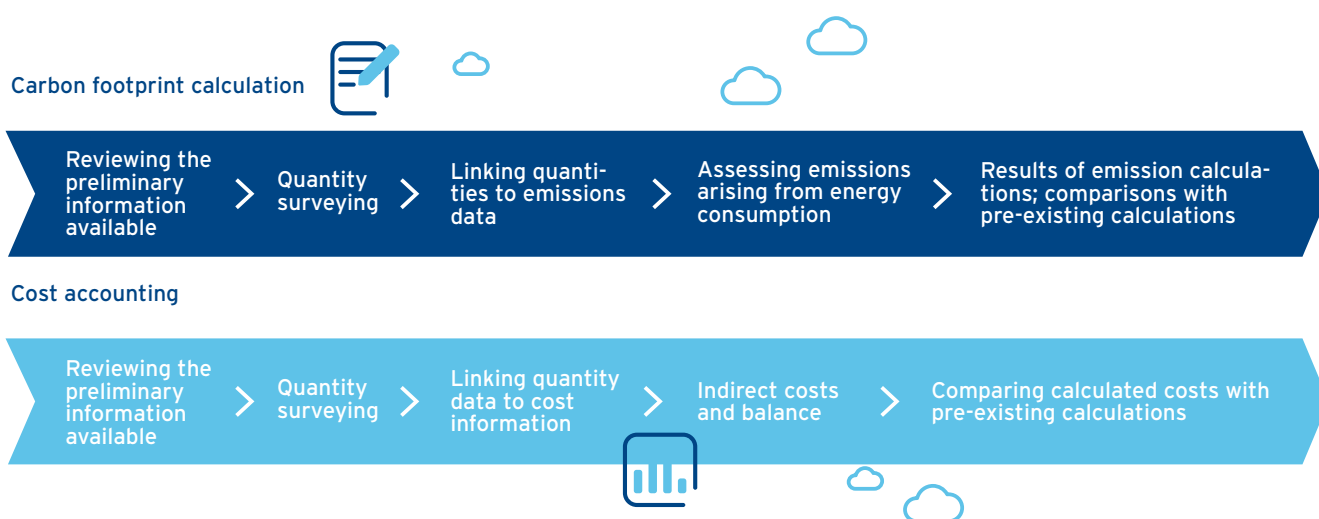 Carbon footprint calculation
Reviewing the
preliminary
information
available
Quantity
surveying
Linking quanti-
ties to emissions
data
Assessing emissions
arising from energy
consumption
Results of emission calcula-
tions; comparisons with
pre-existing calculations
Cost accounting
Reviewing the
preliminary
information
available
Quantity
surveying
Linking quantity
data to cost
information
Indirect costs
and balance
Comparing calculated costs with
pre-existing calculations